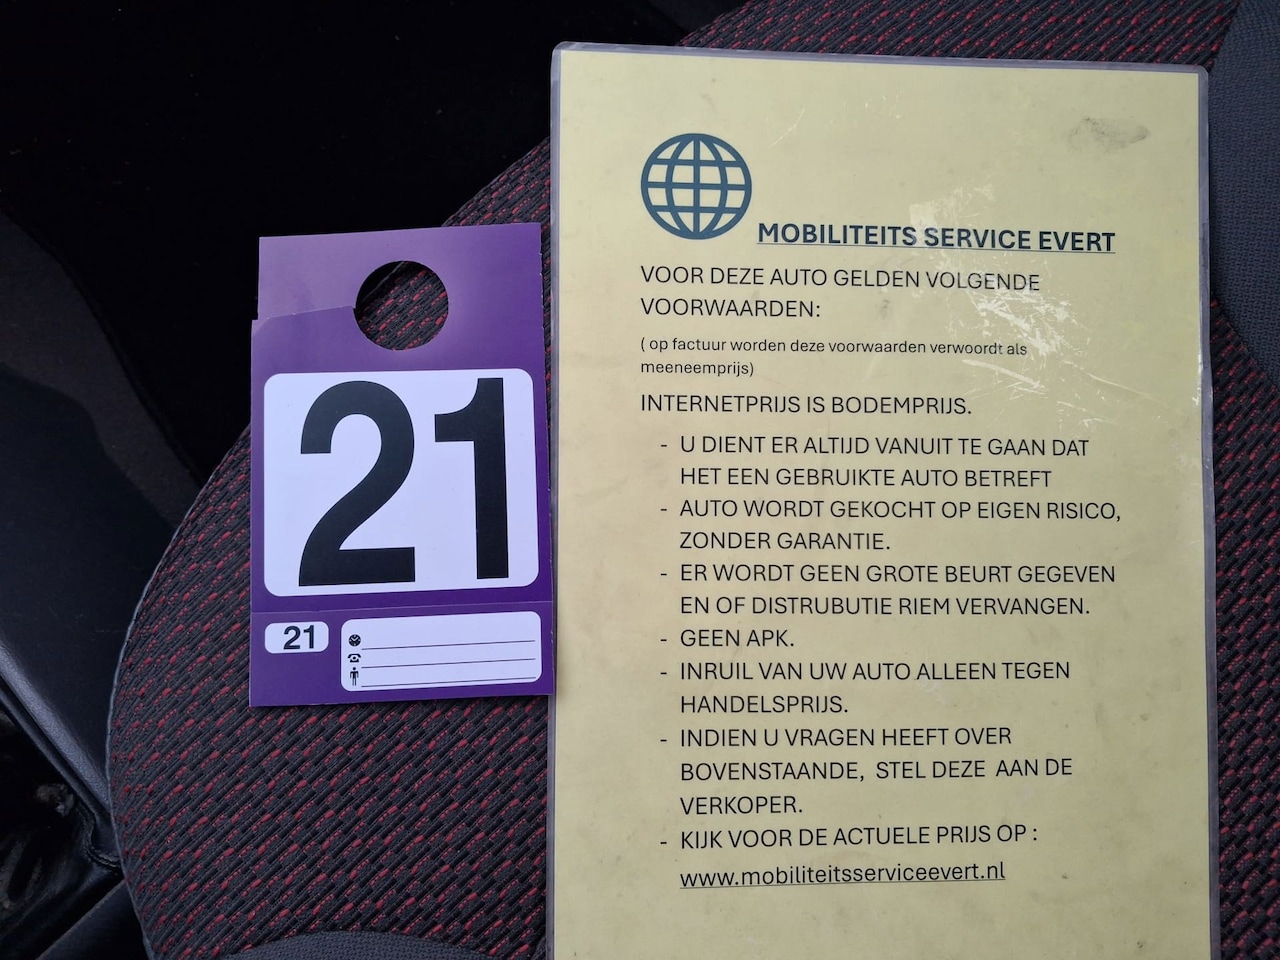 21
21
MOBILITEITS SERVICE EVERT
VOOR DEZE AUTO GELDEN VOLGENDE
VOORWAARDEN:
( op factuur worden deze voorwaarden verwoordt als
meeneemprijs)
INTERNETPRIJS IS BODEMPRIJS.
- U DIENT ER ALTIJD VANUIT TE GAAN DAT
HET EEN GEBRUIKTE AUTO BETREFT
- AUTO WORDT GEKOCHT OP EIGEN RISICO,
ZONDER GARANTIE.
- ER WORDT GEEN GROTE BEURT GEGEVEN
EN OF DISTRUBUTIE RIEM VERVANGEN.
- GEEN APK.
- INRUIL VAN UW AUTO ALLEEN TEGEN
HANDELSPRIJS.
- INDIEN U VRAGEN HEEFT OVER
BOVENSTAANDE, STEL DEZE AAN DE
VERKOPER.
- KIJK VOOR DE ACTUELE PRIJS OP :
www.mobiliteitsserviceevert.nl